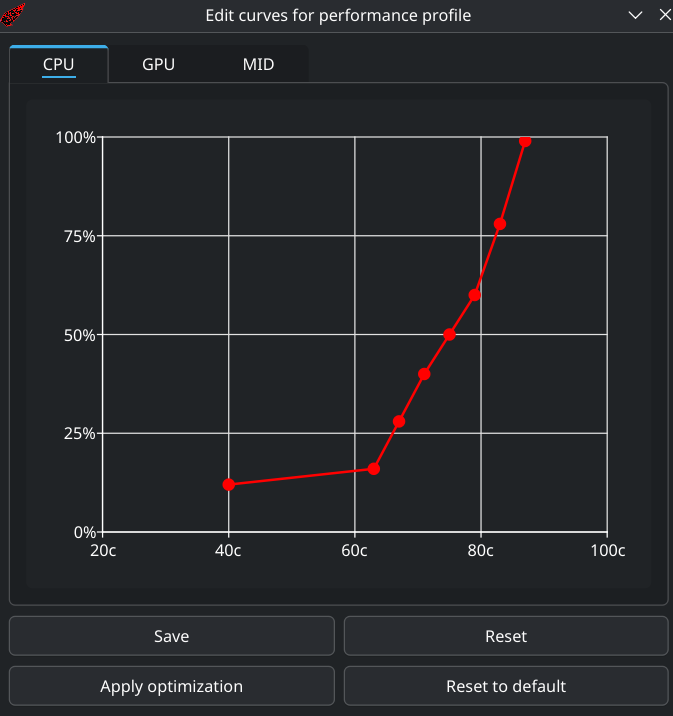 Edit curves for performance profile
CPU GPU MID
100%
75%
50%
25%
0%
20c 40c 60c 80c 100c
Save Reset
Apply optimization Reset to default